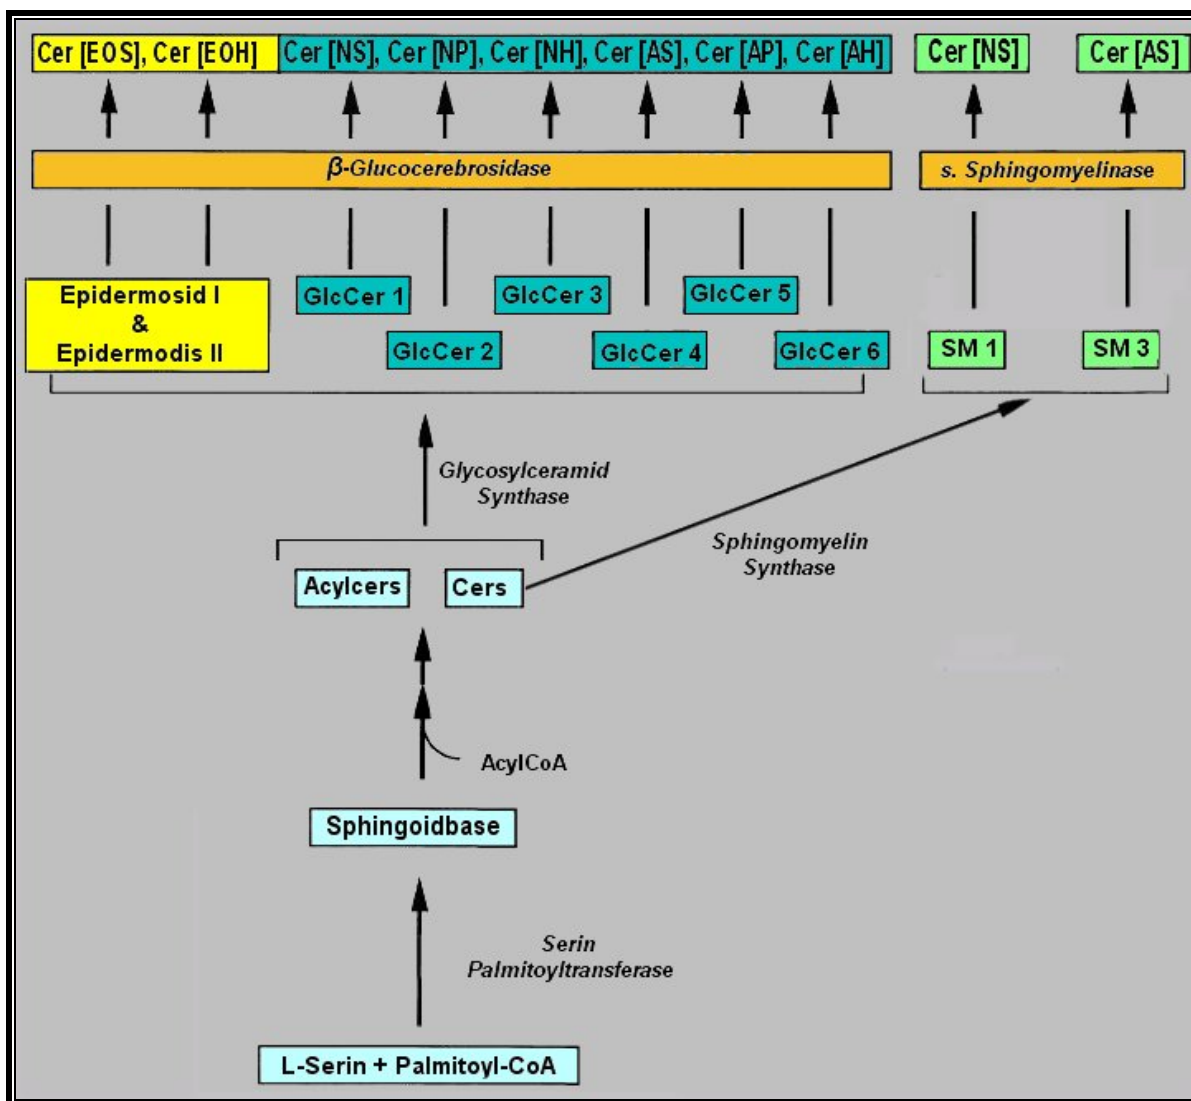 Cer [EOS], Cer [EOH] Cer [NS], Cer [NP], Cer [NH], Cer [AS], Cer [AP], Cer [AH] Cer [NS] Cer [AS]
β-Glucocerebrosidase s. Sphingomyelinase
Epidermosid I
&
Epidermodis II
GlcCer 1 GlcCer 3 GlcCer 5
GlcCer 2 GlcCer 4 GlcCer 6 SM 1 SM 3
Glycosylceramid
Synthase
Sphingomyelin
Synthase
Acylcers Cers
AcylCoA
Sphingoidbase
Serin
Palmitoyltransferase
L-Serin + Palmitoyl-CoA